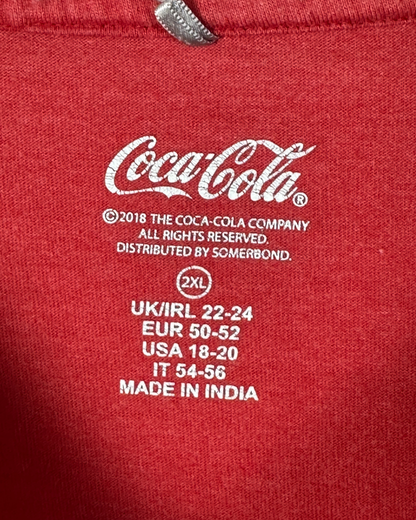 Coca-Cola®
©2018 THE COCA-COLA COMPANY
ALL RIGHTS RESERVED.
DISTRIBUTED BY SOMERBOND.
2XL
UK/IRL 22-24
EUR 50-52
USA 18-20
IT 54-56
MADE IN INDIA